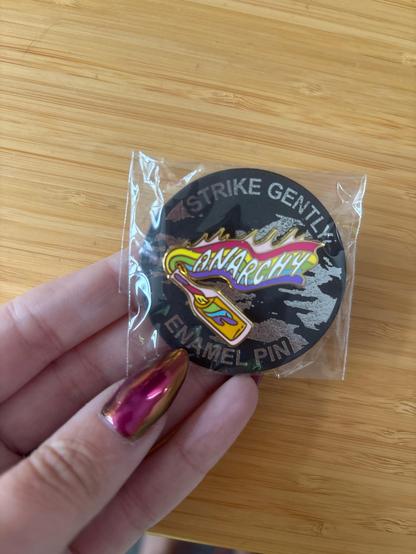 STRIKE GENTLY
ANARCHY
ENAMEL PIN